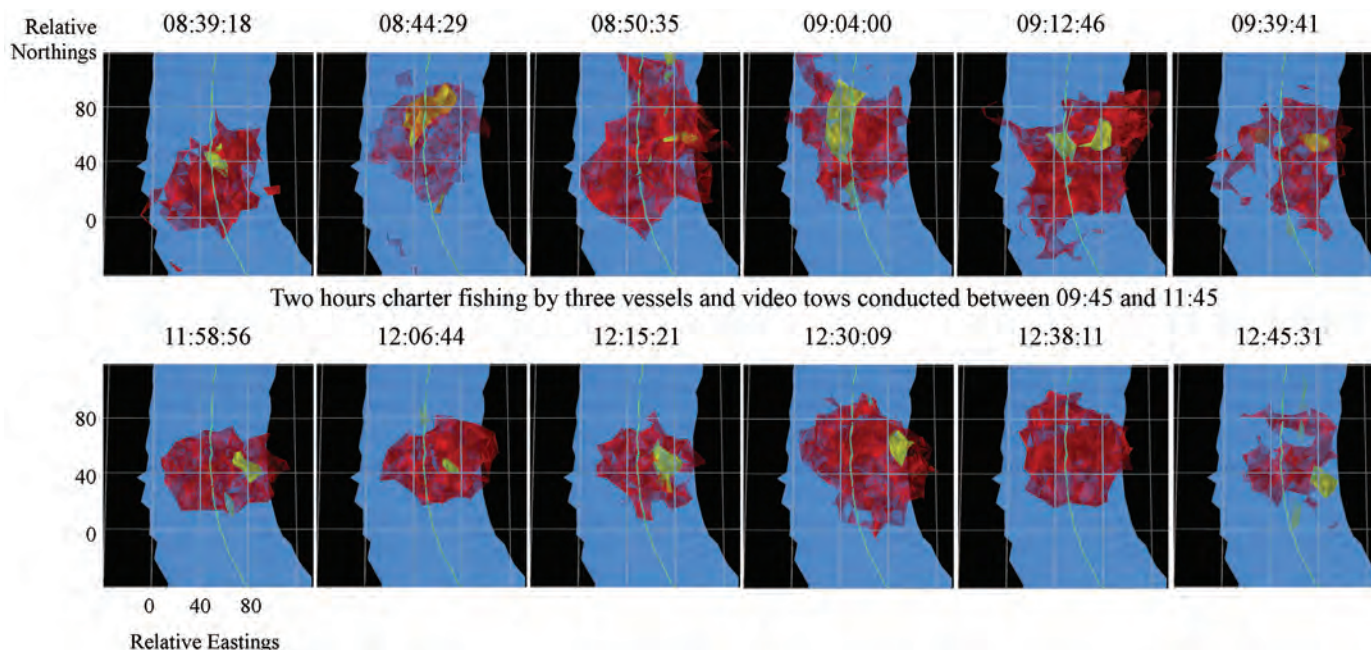 Relative Northings
08:39:18 08:44:29 08:50:35 09:04:00 09:12:46 09:39:41
80
40
0
Two hours charter fishing by three vessels and video tows conducted between 09:45 and 11:45
11:58:56 12:06:44 12:15:21 12:30:09 12:38:11 12:45:31
80
40
0
0 40 80
Relative Eastings